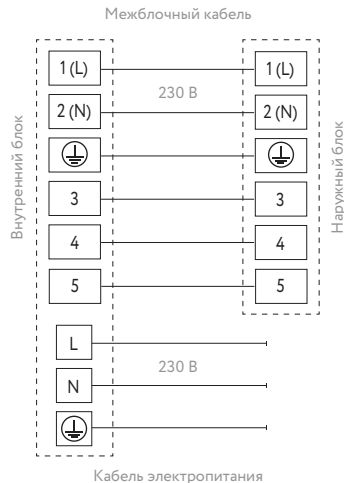 Межблочный кабель
1 (L) 1 (L)
230 В
2 (N) 2 (N)
3 3
4 4
5 5
Внутренний блок
Наружный блок
L
230 В
N
Кабель электропитания